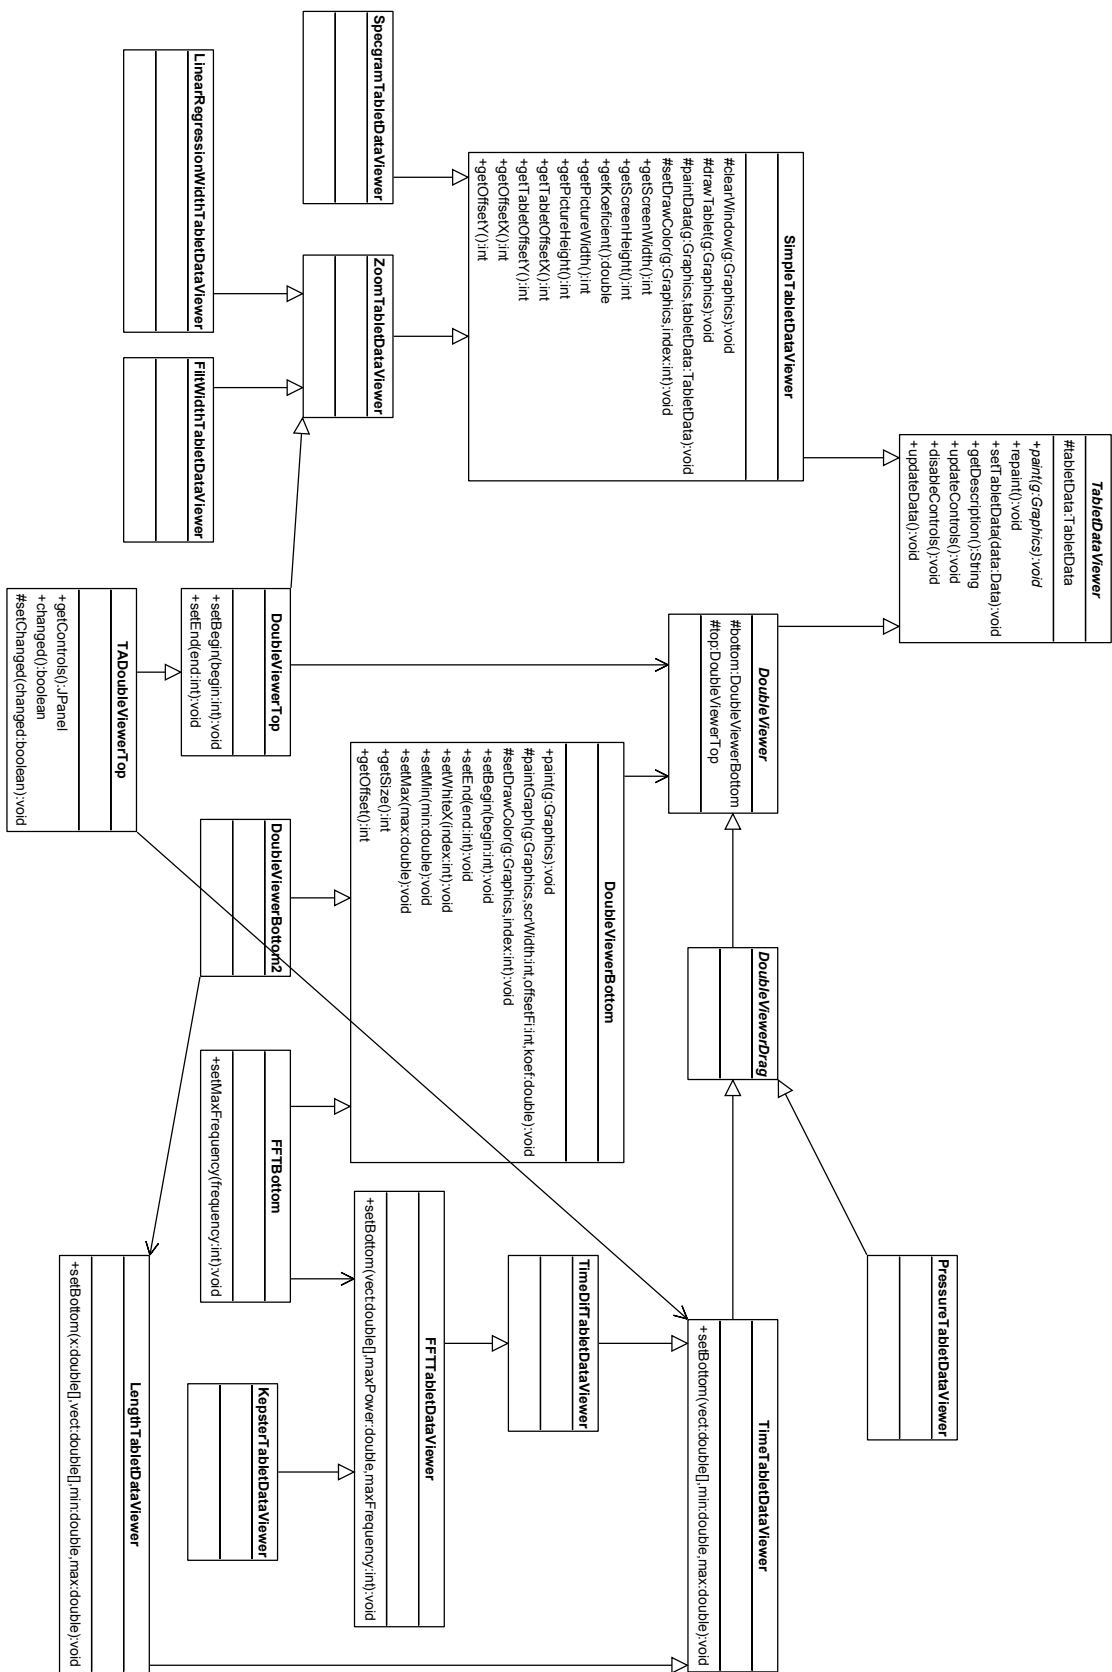 TabletDataViewer
#tabletData:TabletData
+paint(g:Graphics):void
+repaint():void
+setTabletData(data:Data):void
+getDescription():String
+updateControls():void
+disableControls():void
+updateData():void
SimpleTabletDataViewer
#clearWindow(g:Graphics):void
#drawTablet(g:Graphics):void
#paintData(g:Graphics,tabletData:TabletData):void
#setDrawColor(g:Graphics,index:int):void
+getScreenWidth():int
+getScreenHeight():int
+getKoeficient():double
+getPictureWidth():int
+getPictureHeight():int
+getTabletOffsetX():int
+getTabletOffsetY():int
+getOffsetX():int
+getOffsetY():int
DoubleViewer
#bottom:DoubleViewerBottom
#top:DoubleViewerTop
DoubleViewerDrag
PressureTabletDataViewer
SpecgramTabletDataViewer
ZoomTabletDataViewer
DoubleViewerBottom
+paint(g:Graphics):void
#paintGraph(g:Graphics,scrWidth:int,offsetFi:int,koef:double):void
#setDrawColor(g:Graphics,index:int):void
+setBegin(begin:int):void
+setEnd(end:int):void
+setWhiteX(index:int):void
+setMin(min:double):void
+setMax(max:double):void
+getSize():int
+getOffset():int
TimeTabletDataViewer
+setBottom(vect:double[],min:double,max:double):void
TimeDifTabletDataViewer
LinearRegressionWidthTabletDataViewer
FiltWidthTabletDataViewer
DoubleViewerTop
+setBegin(begin:int):void
+setEnd(end:int):void
DoubleViewerBottom2
FFTBottom
+setMaxFrequency(frequency:int):void
FFTTabletDataViewer
+setBottom(vect:double[],maxPower:double,maxFrequency:int):void
KepsterTabletDataViewer
TADoubleViewerTop
+getControls():JPanel
+changed():boolean
#setChanged(changed:boolean):void
LengthTabletDataViewer
+setBottom(x:double[],vect:double[],min:double,max:double):void